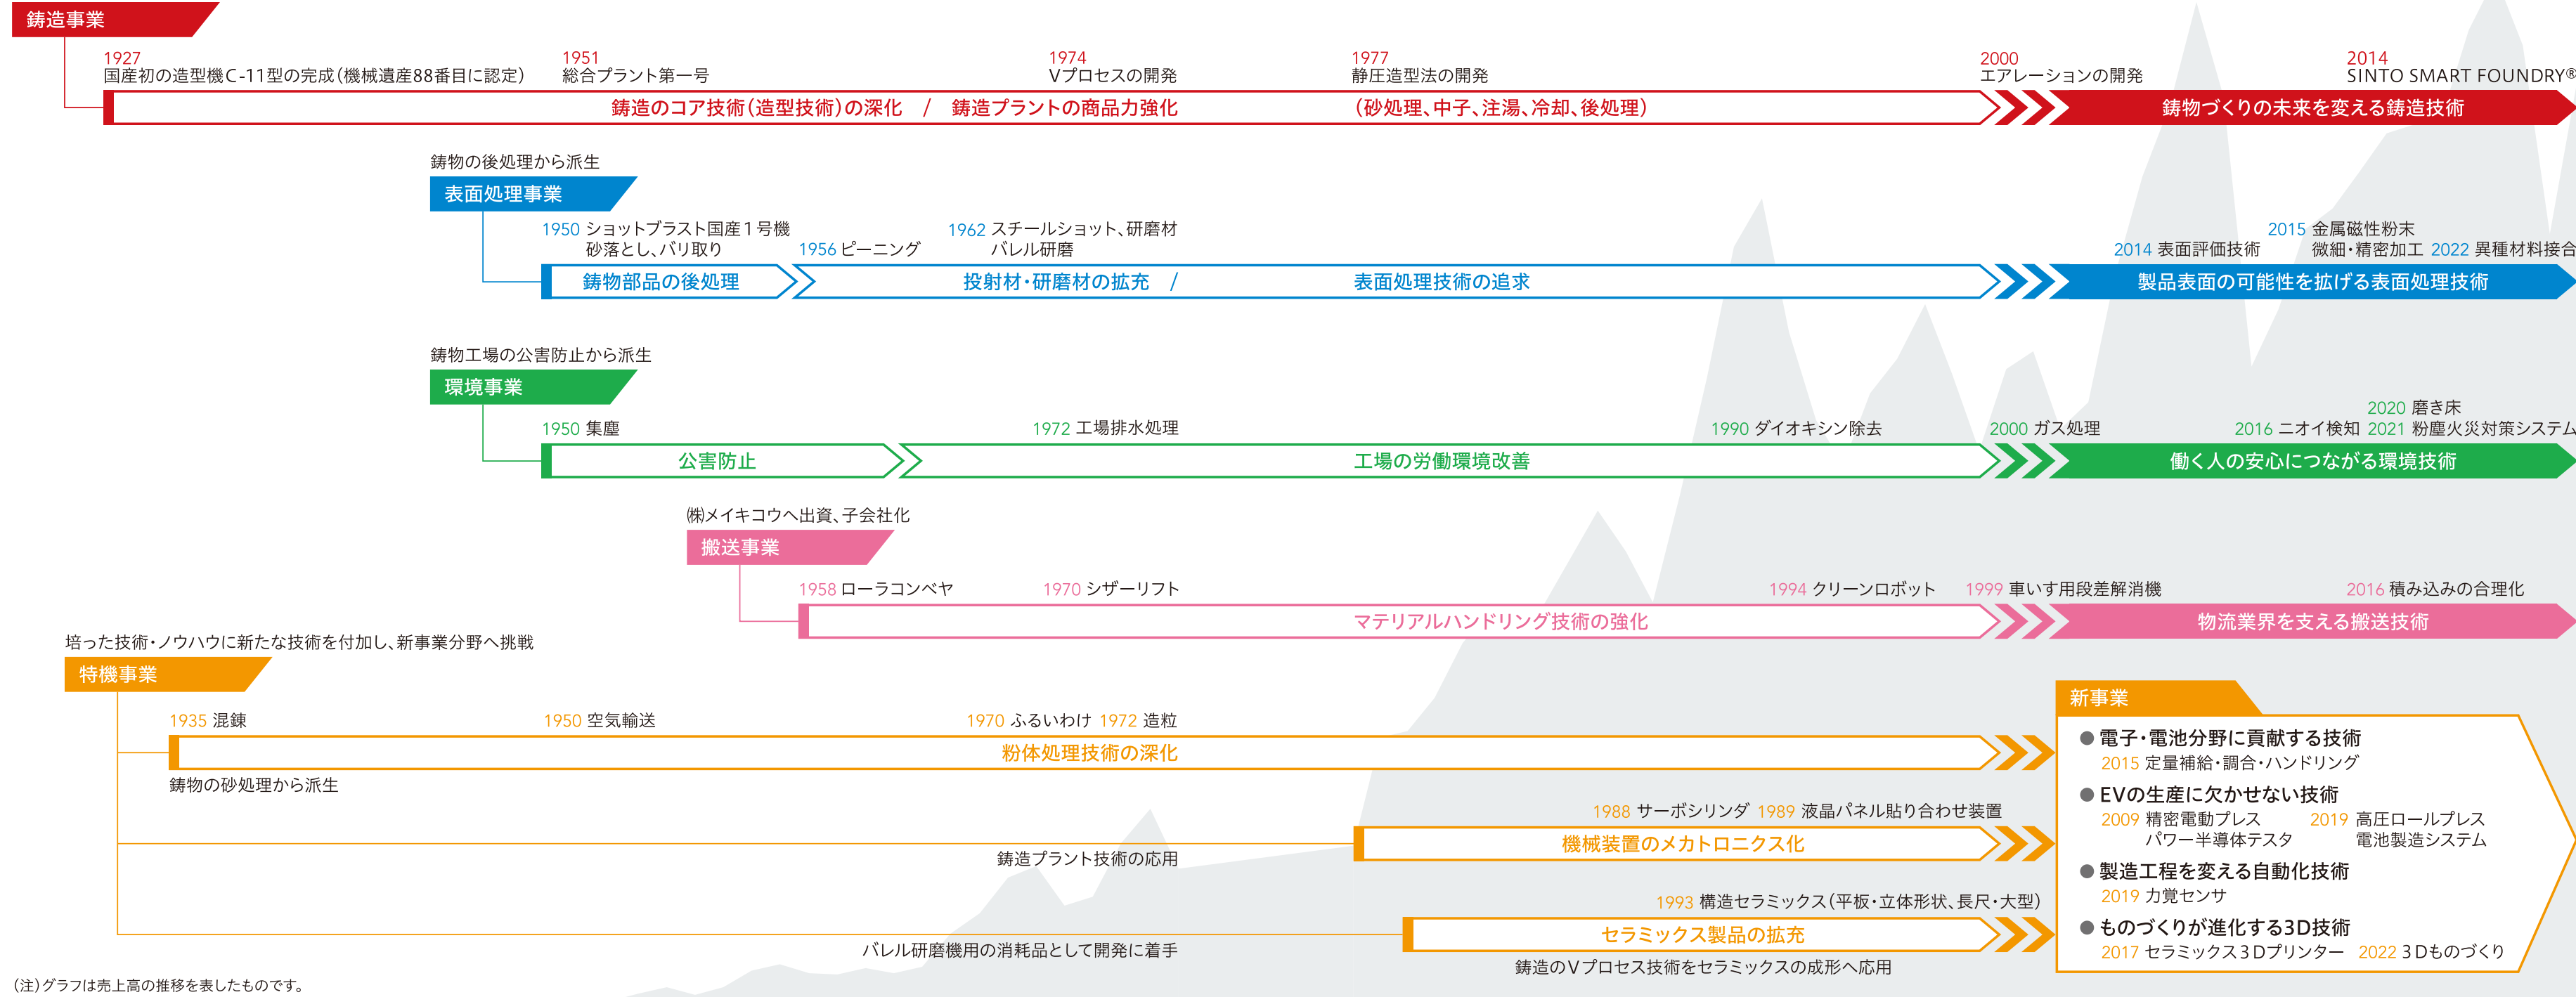 鋳造事業
1927
国産初の造型機C-11型の完成（機械遺産88番目に認定）
1951
総合プラント第一号
1974
Vプロセスの開発
1977
静圧造型法の開発
2000
エアレーションの開発
2014
SINTO SMART FOUNDRY®
鋳造のコア技術（造型技術）の深化 / 鋳造プラントの商品力強化 （砂処理、中子、注湯、冷却、後処理）
鋳物づくりの未来を変える鋳造技術
鋳物の後処理から派生
表面処理事業
1950 ショットブラスト国産1号機
砂落とし、バリ取り
1956 ピーニング
1962 スチールショット、研磨材
バレル研磨
2014 表面評価技術
2015 金属磁性粉末
微細・精密加工
2022 異種材料接合
鋳物部品の後処理
投射材・研磨材の拡充 / 表面処理技術の追求
製品表面の可能性を拡げる表面処理技術
鋳物工場の公害防止から派生
環境事業
1950 集塵
1972 工場排水処理
1990 ダイオキシン除去
2000 ガス処理
2016 ニオイ検知
2020 磨き床
2021 粉塵火災対策システム
公害防止
工場の労働環境改善
働く人の安心につながる環境技術
㈱メイキコウへ出資、子会社化
搬送事業
1958 ローラコンベヤ
1970 シザーリフト
1994 クリーンロボット
1999 車いす用段差解消機
2016 積み込みの合理化
マテリアルハンドリング技術の強化
物流業界を支える搬送技術
培った技術・ノウハウに新たな技術を付加し、新事業分野へ挑戦
特機事業
1935 混錬
1950 空気輸送
1970 ふるいわけ
1972 造粒
粉体処理技術の深化
鋳物の砂処理から派生
1988 サーボシリンダ
1989 液晶パネル貼り合わせ装置
機械装置のメカトロニクス化
鋳造プラント技術の応用
1993 構造セラミックス（平板・立体形状、長尺・大型）
セラミックス製品の拡充
バレル研磨機用の消耗品として開発に着手
鋳造のVプロセス技術をセラミックスの成形へ応用
新事業
● 電子・電池分野に貢献する技術
2015 定量補給・調合・ハンドリング
● EVの生産に欠かせない技術
2009 精密電動プレス
パワー半導体テスタ
2019 高圧ロールプレス
電池製造システム
● 製造工程を変える自動化技術
2019 力覚センサ
● ものづくりが進化する3D技術
2017 セラミックス3Dプリンター
2022 3Dものづくり
（注）グラフは売上高の推移を表したものです。